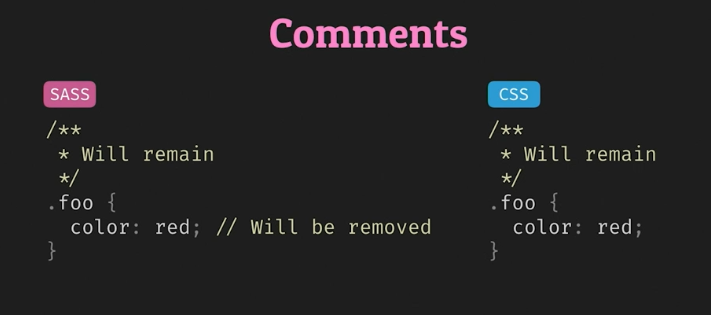 Comments
SASS
/**
 * Will remain
 */
.foo {
  color: red; // Will be removed
}
CSS
/**
 * Will remain
 */
.foo {
  color: red;
}